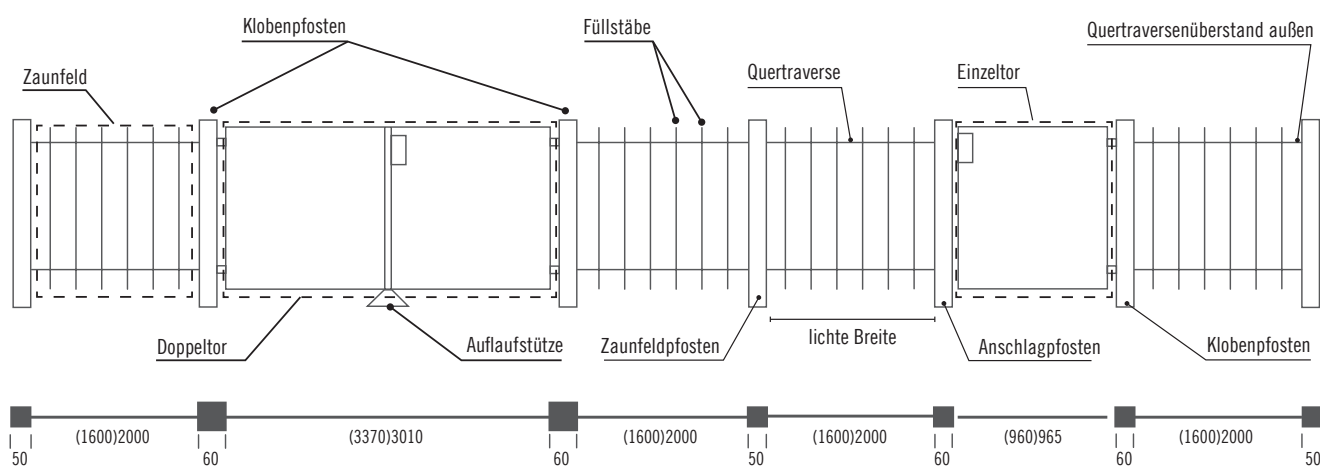 Klobenpfosten
Füllstäbe
Quertraversenüberstand außen
Zaunfeld
Quertraverse
Einzeltor
Doppeltor
Auflaufstütze
Zaunfeldpfosten
lichte Breite
Anschlagpfosten
Klobenpfosten
(1600)2000
(3370)3010
(1600)2000
(1600)2000
(960)965
(1600)2000
50
60
60
50
60
60
50